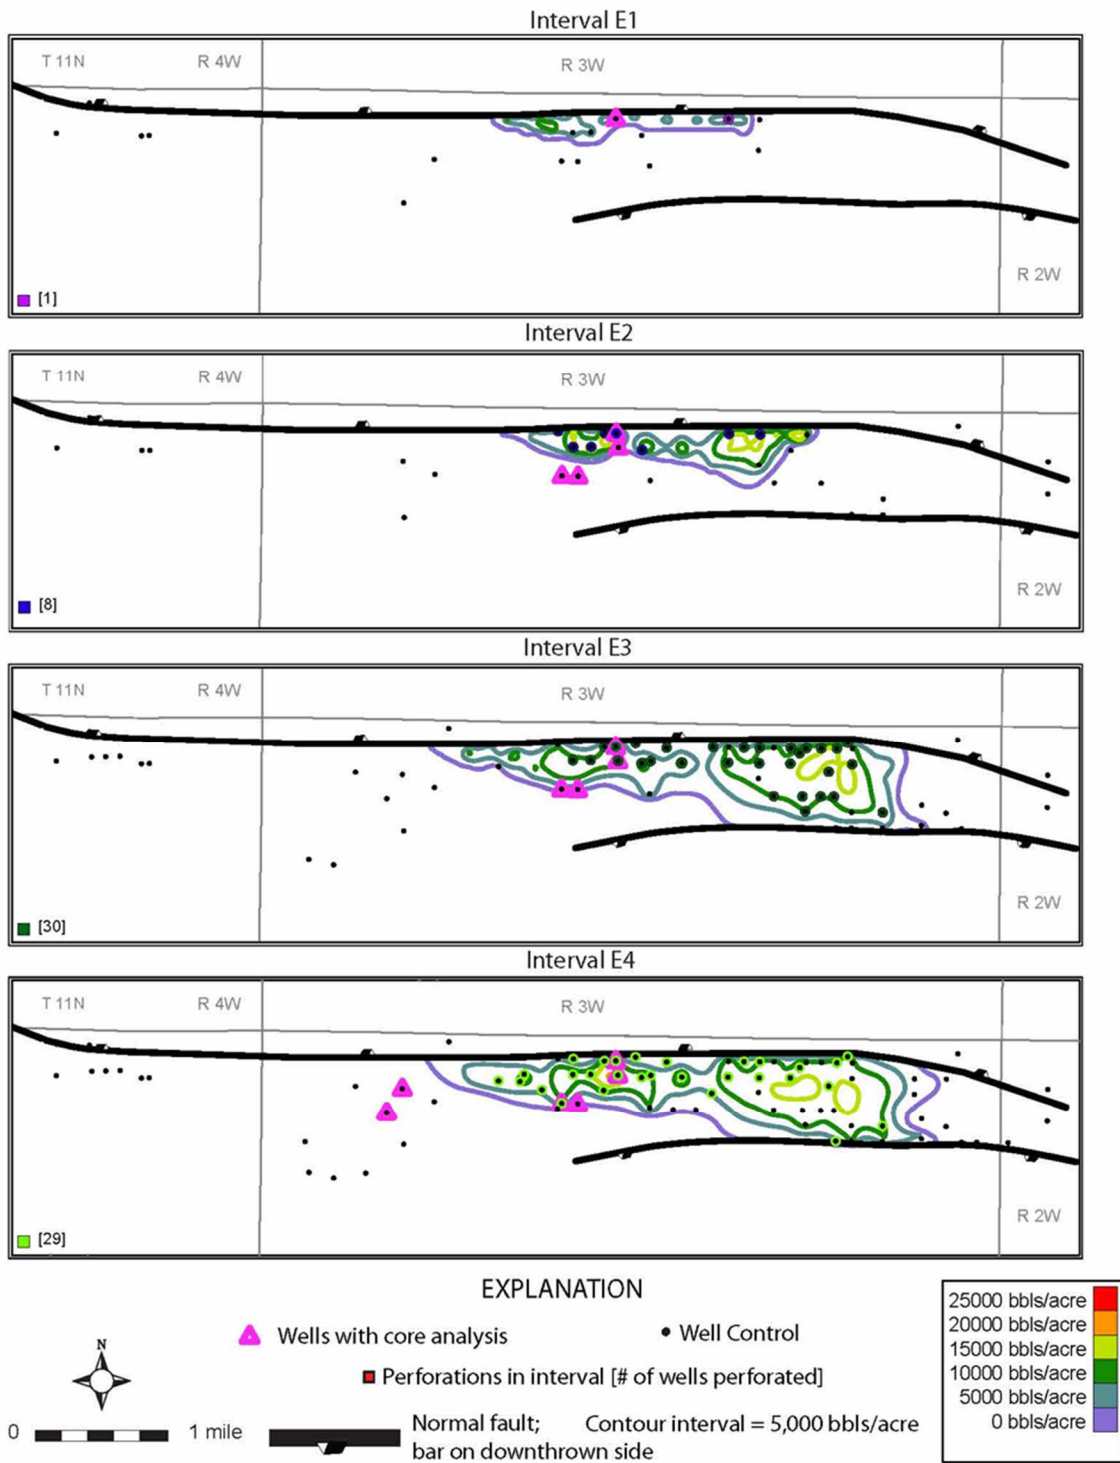 Interval E1
T 11N
R 4W
R 3W
R 2W
[1]
Interval E2
T 11N
R 4W
R 3W
R 2W
[8]
Interval E3
T 11N
R 4W
R 3W
R 2W
[30]
Interval E4
T 11N
R 4W
R 3W
R 2W
[29]
EXPLANATION
Wells with core analysis
Well Control
Perforations in interval [# of wells perforated]
N
0
1 mile
Normal fault;
bar on downthrown side
Contour interval = 5,000 bbls/acre
25000 bbls/acre
20000 bbls/acre
15000 bbls/acre
10000 bbls/acre
5000 bbls/acre
0 bbls/acre